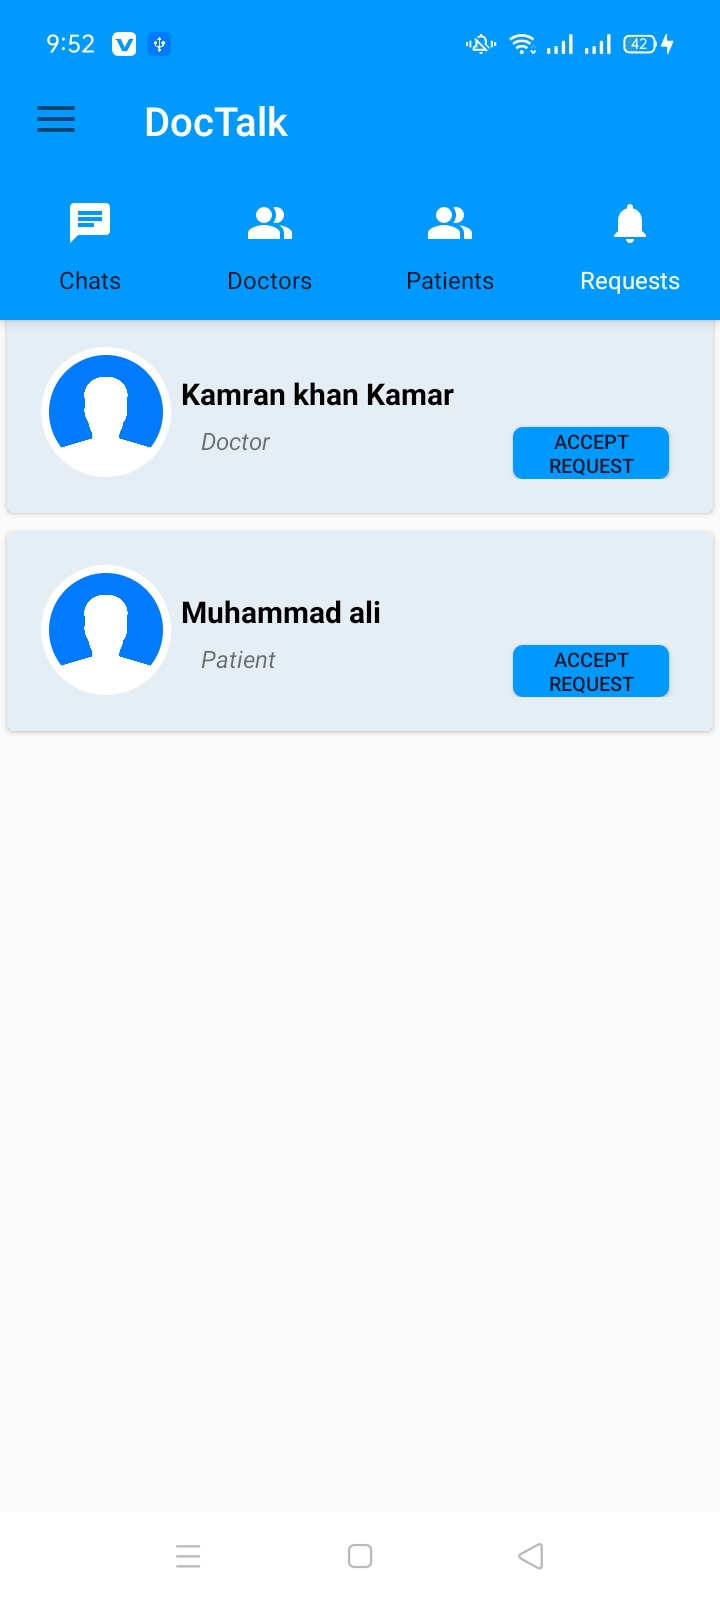 9:52
42
DocTalk
Chats Doctors Patients Requests
Kamran khan Kamar
Doctor
ACCEPT
REQUEST
Muhammad ali
Patient
ACCEPT
REQUEST